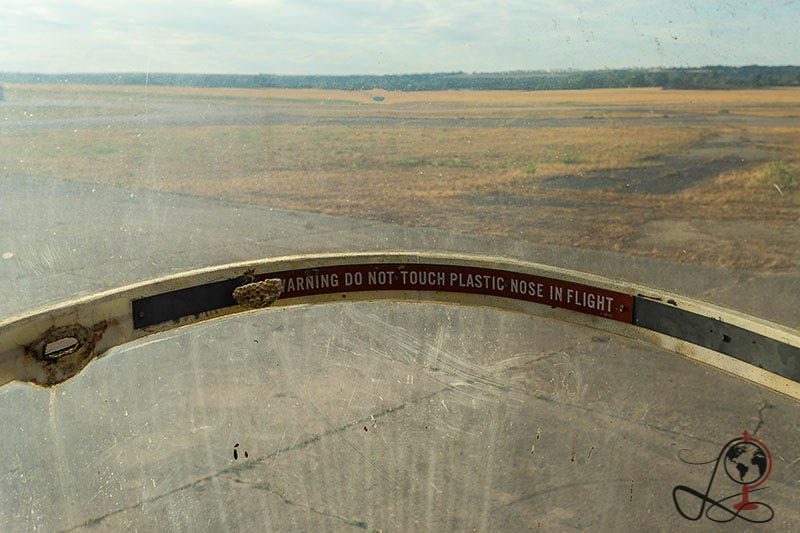 WARNING DO NOT TOUCH PLASTIC NOSE IN FLIGHT